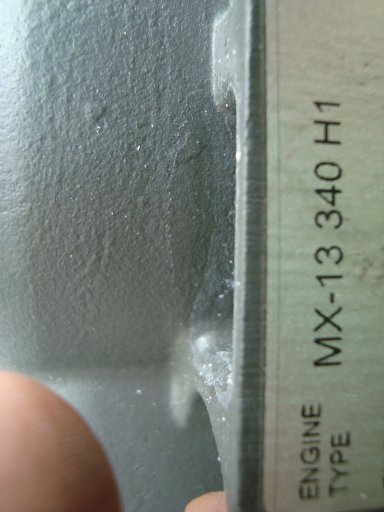 ENGINE
TYPE
MX-13 340 H1